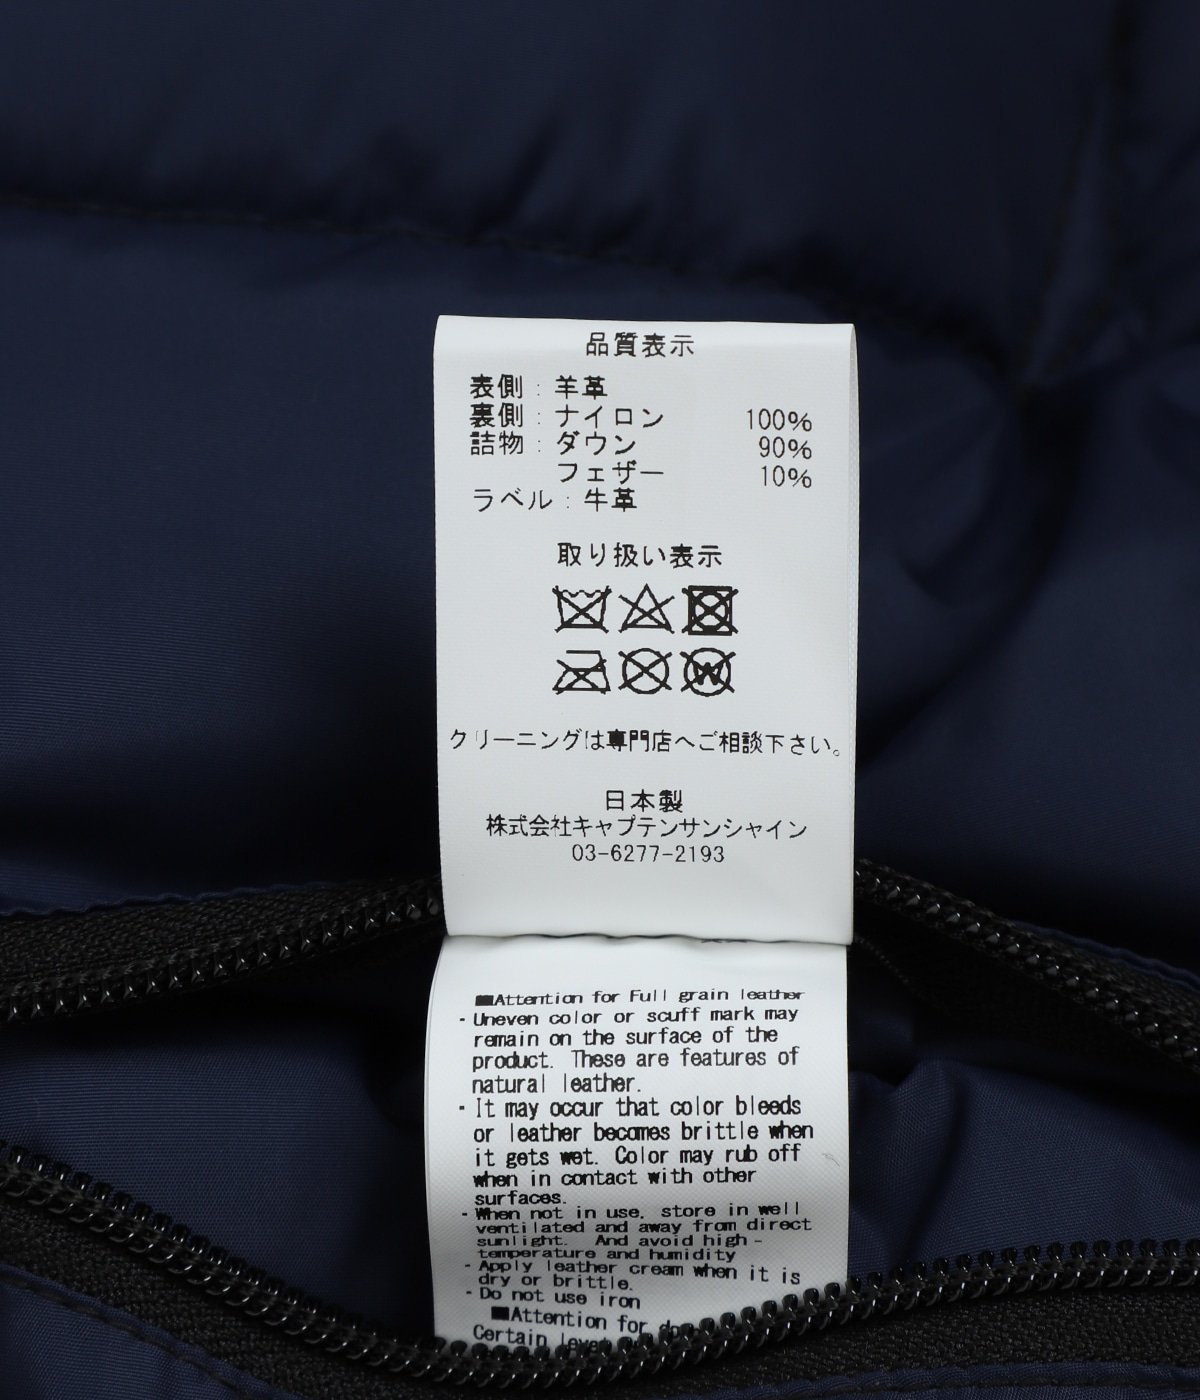 品質表示
表側：羊革
裏側：ナイロン 100%
詰物：ダウン 90%
フェザー 10%
ラベル：牛革
取り扱い表示
W
クリーニングは専門店へご相談下さい。
日本製
株式会社キャプテンサンシャイン
03-6277-2193
■Attention for Full grain leather
・Uneven color or scuff mark may
remain on the surface of the
product. These are features of
natural leather.
・It may occur that color bleeds
or leather becomes brittle when
it gets wet. Color may rub off
when in contact with other
surfaces.
・When not in use, store in well
ventilated and away from direct
sunlight. And avoid high-
temperature and humidity
・Apply leather cream when it is
dry or brittle.
・Do not use iron
■Attention for
Certain